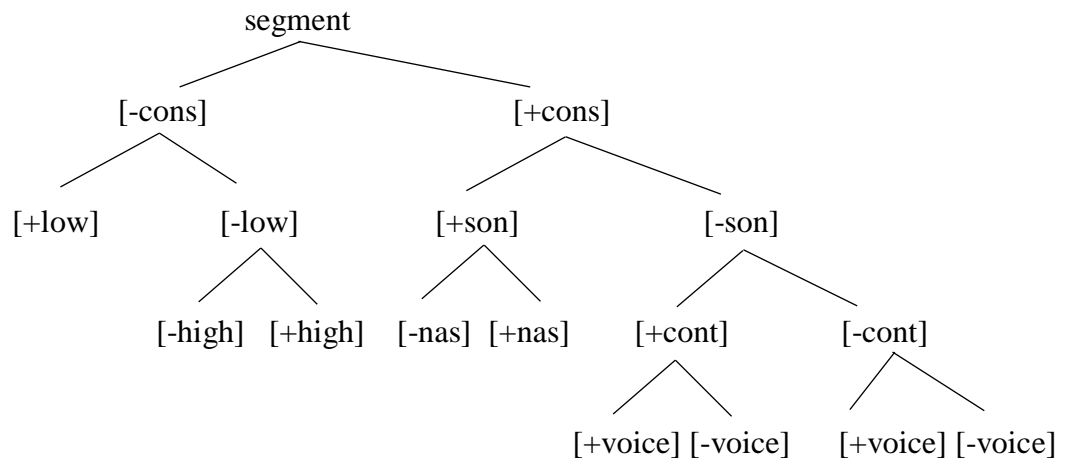 segment
[-cons] [+cons]
[+low] [-low] [+son] [-son]
[-high] [+high] [-nas] [+nas] [+cont] [-cont]
[+voice] [-voice] [+voice] [-voice]